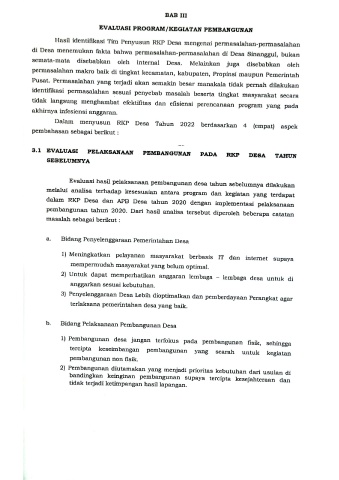 BAB III
EVALUASI PROGRAM/KEGIATAN PEMBANGUNAN
Hasil identifikasi Tim Penyusun RKP Desa mengenai permasalahan-permasalahan
di Desa menemukan fakta bahwa permasalahan-permasalahan di Desa Sinanggul, bukan
semata-mata disebabkan oleh internal Desa. Melainkan juga disebabkan oleh
permasalahan makro baik di tingkat kecamatan, kabupaten, Propinsi maupun Pemerintah
Pusat. Permasalahan yang terjadi akan semakin besar manakala tidak pernah dilakukan
identifikasi permasalahan sesuai penyebab masalah beserta tingkat masyarakat secara
tidak langsung menghambat efektifitas dan efisiensi perencanaan program yang pada
akhirnya infesiensi anggaran.
Dalam menyusun RKP Desa Tahun 2022 berdasarkan 4 (empat) aspek
pembahasan sebagai berikut :
3.1 EVALUASI PELAKSANAAN PEMBANGUNAN PADA RKP DESA TAHUN
SEBELUMNYA
Evaluasi hasil pelaksanaan pembangunan desa tahun sebelumnya dilakukan
melalui analisa terhadap kesesuaian antara program dan kegiatan yang terdapat
dalam RKP Desa dan APB Desa tahun 2020 dengan implementasi pelaksanaan
pembangunan tahun 2020. Dari hasil analisa tersebut diperoleh beberapa catatan
masalah sebagai berikut :
a. Bidang Penyelenggaraan Pemerintahan Desa
1) Meningkatkan pelayanan masyarakat berbasis IT dan internet supaya
mempermudah masyarakat yang belum optimal.
2) Untuk dapat memperhatikan anggaran lembaga – lembaga desa untuk di
anggarkan sesuai kebutuhan.
3) Penyelenggaraan Desa Lebih dioptimalkan dan pemberdayaan Perangkat agar
terlaksana pemerintahan desa yang baik.
b. Bidang Pelaksanaan Pembangunan Desa
1) Pembangunan desa jangan terfokus pada pembangunan fisik, sehingga
tercipta keseimbangan pembangunan yang searah untuk kegiatan
pembangunan non fisik.
2) Pembangunan diutamakan yang menjadi prioritas kebutuhan dari usulan di
bandingkan keinginan pembangunan supaya tercipta kesejahteraan dan
tidak terjadi ketimpangan hasil lapangan.